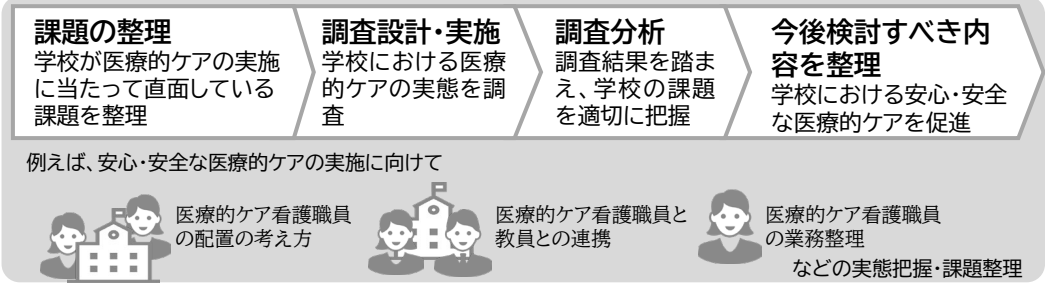 課題の整理
学校が医療的ケアの実施
に当たって直面している
課題を整理
調査設計・実施
学校における医療
的ケアの実態を調
査
調査分析
調査結果を踏ま
え、学校の課題
を適切に把握
今後検討すべき内
容を整理
学校における安心・安全
な医療的ケアを促進
例えば、安心・安全な医療的ケアの実施に向けて
医療的ケア看護職員
の配置の考え方
医療的ケア看護職員と
教員との連携
医療的ケア看護職員
の業務整理
などの実態把握・課題整理